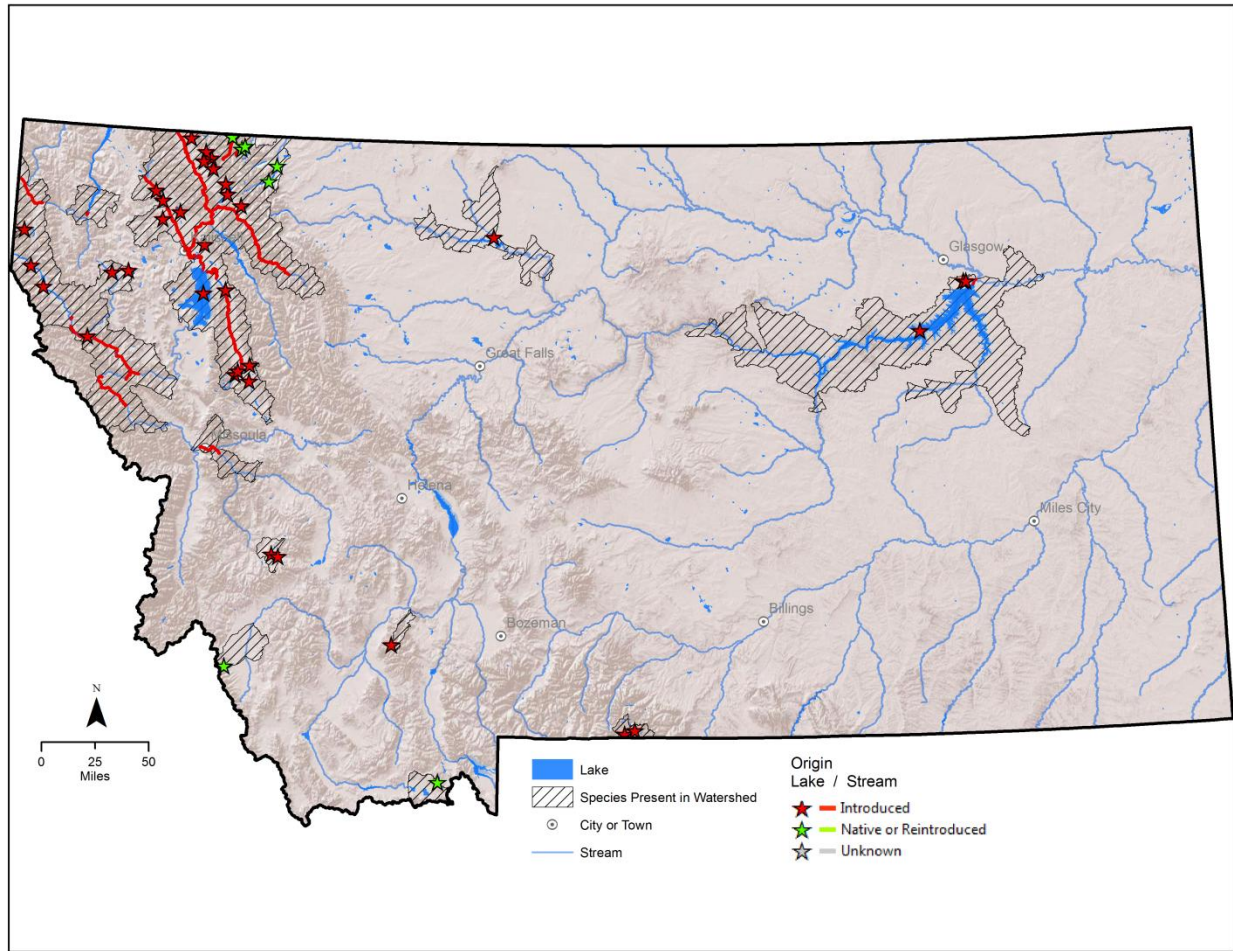 Glasgow
Great Falls
Missoula
Helena
Miles City
Billings
Bozeman
N
0 25 50
Miles
Lake
Species Present in Watershed
City or Town
Stream
Origin
Lake / Stream
Introduced
Native or Reintroduced
Unknown